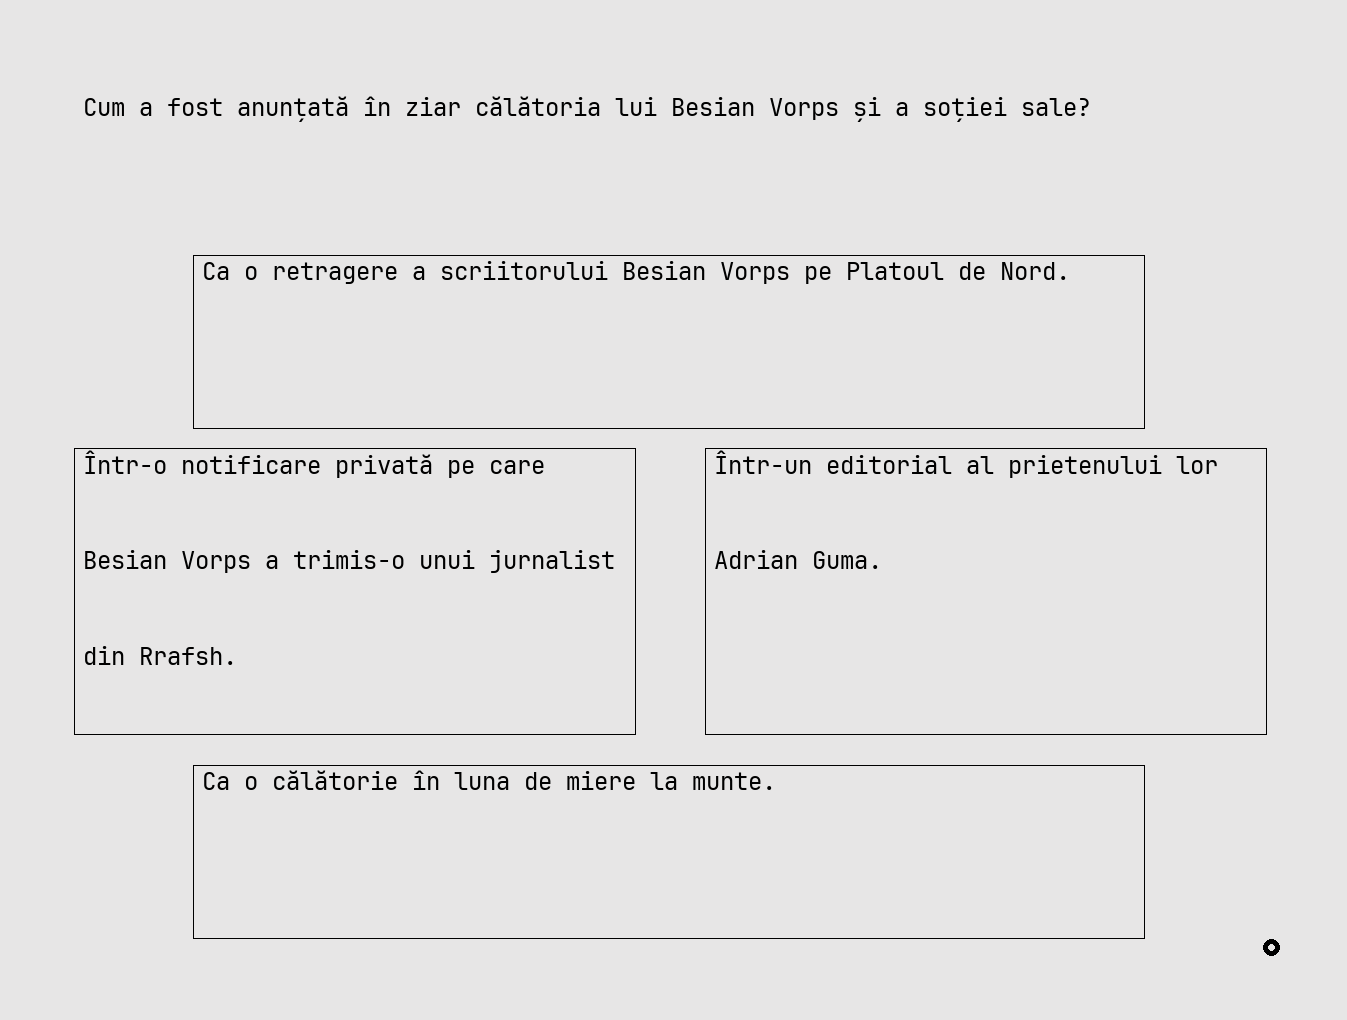 Cum a fost anunțată în ziar călătoria lui Besian Vorps și a soției sale?
Ca o retragere a scriitorului Besian Vorps pe Platoul de Nord.
Într-o notificare privată pe care
Besian Vorps a trimis-o unui jurnalist
din Rrafsh.
Într-un editorial al prietenului lor
Adrian Guma.
Ca o călătorie în luna de miere la munte.